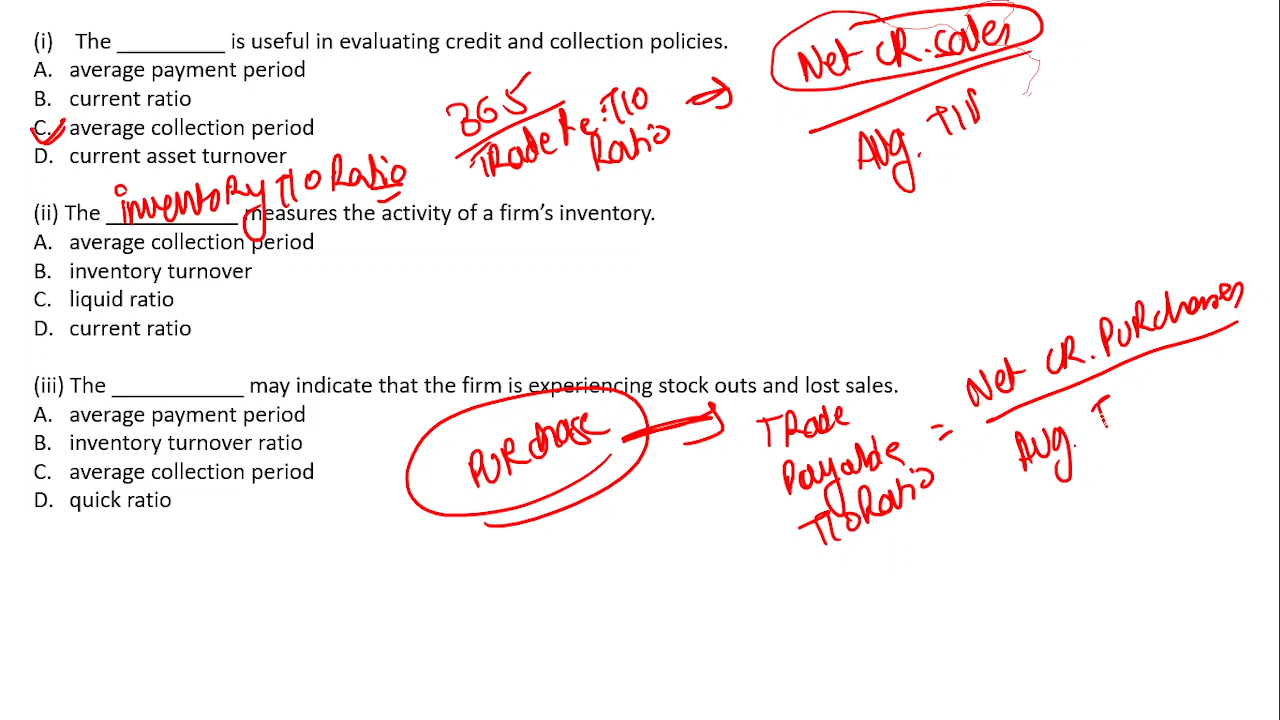 (i) The __________ is useful in evaluating credit and collection policies.
A. average payment period
B. current ratio
C. average collection period
D. current asset turnover
365
Trade Re. T/O
Ratio
Net CR. sales
Avg. T/R
inventory T/O Ratio
(ii) The ____________ measures the activity of a firm's inventory.
A. average collection period
B. inventory turnover
C. liquid ratio
D. current ratio
(iii) The ____________ may indicate that the firm is experiencing stock outs and lost sales.
A. average payment period
B. inventory turnover ratio
C. average collection period
D. quick ratio
PURchase
TRade
Payable
T/O Ratio
=
Net CR. PURchases
Avg. T